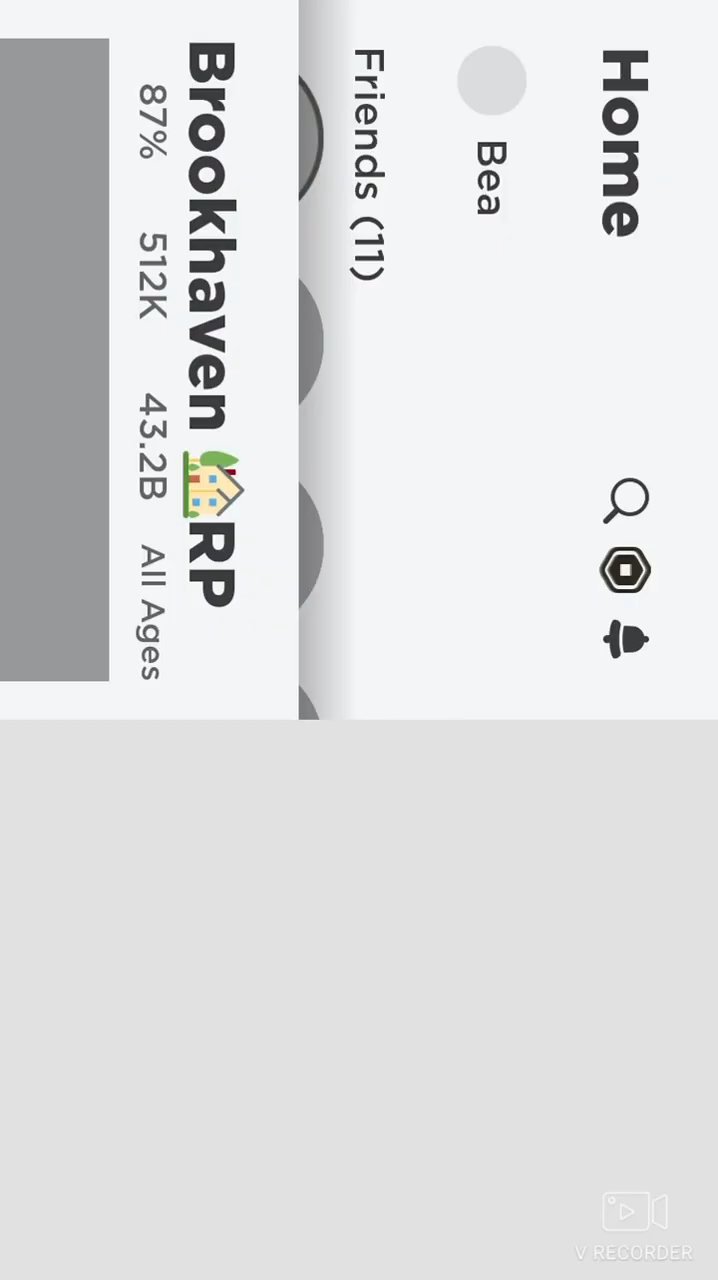 Home
Bea
Friends (11)
Brookhaven 🏡RP
87% 512K 43.2B All Ages
V RECORDER